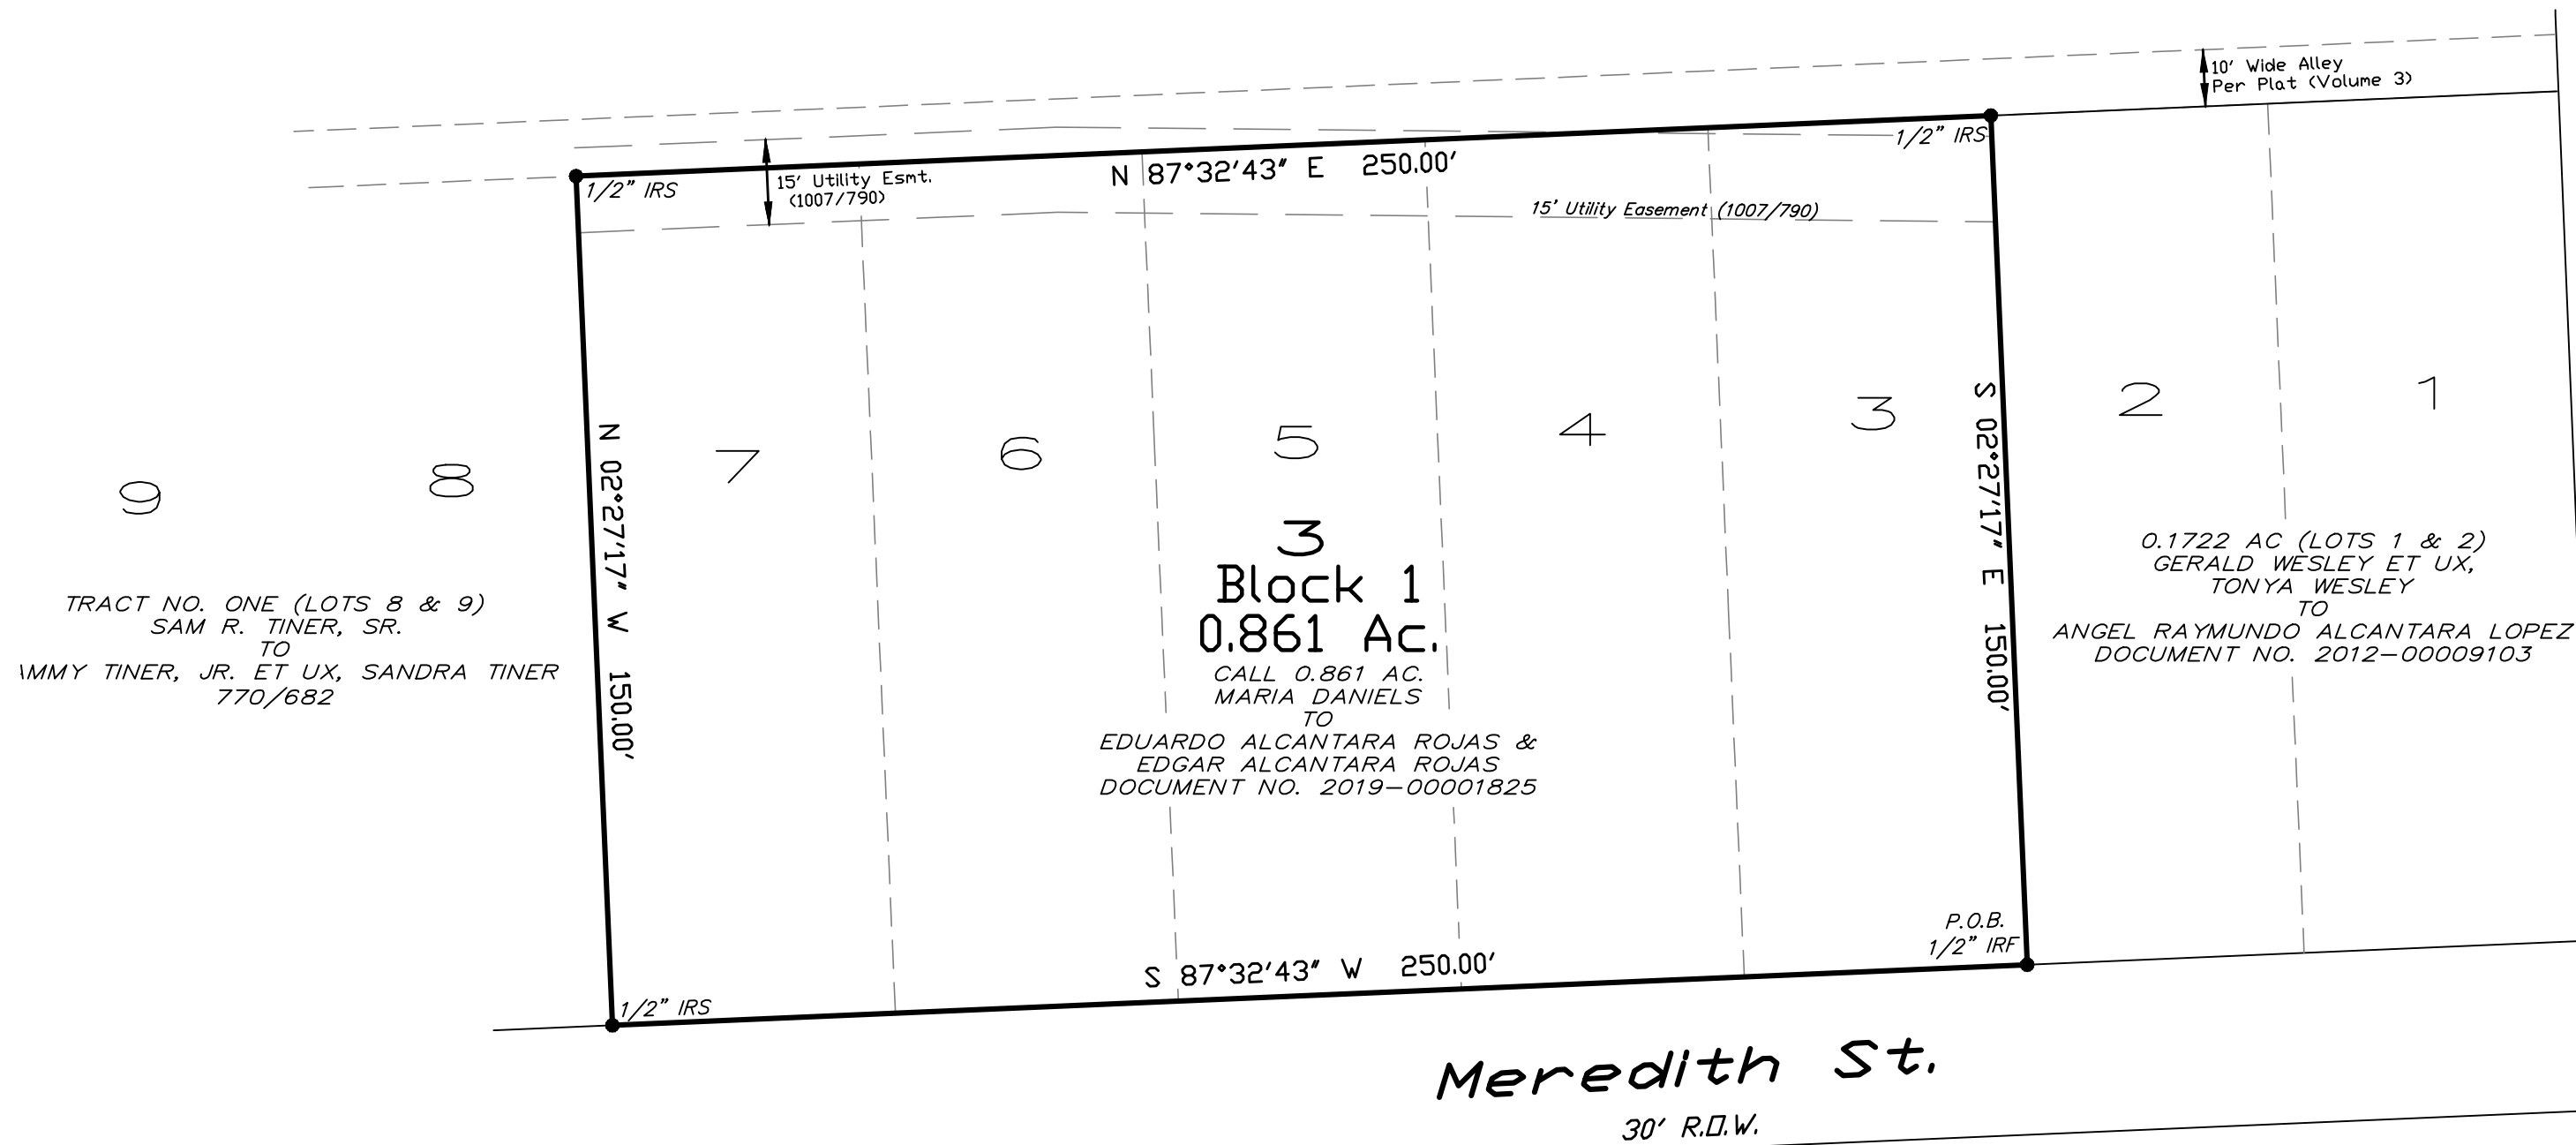 10' Wide Alley
Per Plat (Volume 3)
1/2" IRS
N 87°32'43" E 250.00'
1/2" IRS
15' Utility Esmt.
(1007/790)
15' Utility Easement (1007/790)
N 02°27'17" W 150.00'
S 02°27'17" E 150.00'
9
8
7
6
5
4
3
2
1
3
Block 1
0.861 Ac.
CALL 0.861 AC.
MARIA DANIELS
TO
EDUARDO ALCANTARA ROJAS &
EDGAR ALCANTARA ROJAS
DOCUMENT NO. 2019-00001825
TRACT NO. ONE (LOTS 8 & 9)
SAM R. TINER, SR.
TO
MMY TINER, JR. ET UX, SANDRA TINER
770/682
0.1722 AC (LOTS 1 & 2)
GERALD WESLEY ET UX,
TONYA WESLEY
TO
ANGEL RAYMUNDO ALCANTARA LOPEZ
DOCUMENT NO. 2012-00009103
P.O.B.
1/2" IRF
S 87°32'43" W 250.00'
1/2" IRS
Meredith St.
30' R.O.W.